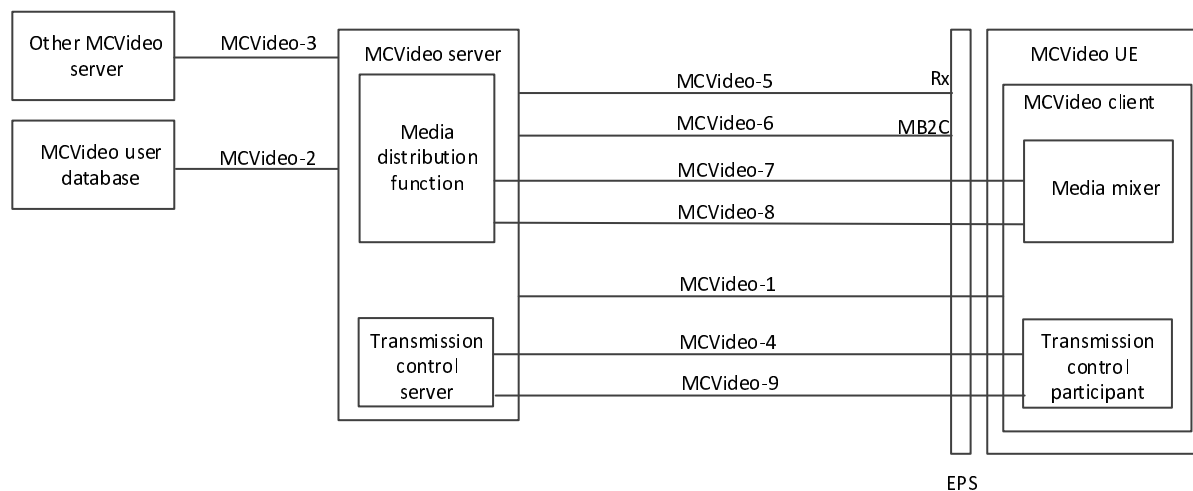 Other MCVideo
server
MCVideo-3
MCVideo user
database
MCVideo-2
MCVideo server
Media
distribution
function
Transmission
control
server
MCVideo-5
Rx
MCVideo-6
MB2C
MCVideo-7
MCVideo-8
MCVideo-1
MCVideo-4
MCVideo-9
EPS
MCVideo UE
MCVideo client
Media mixer
Transmission
control
participant